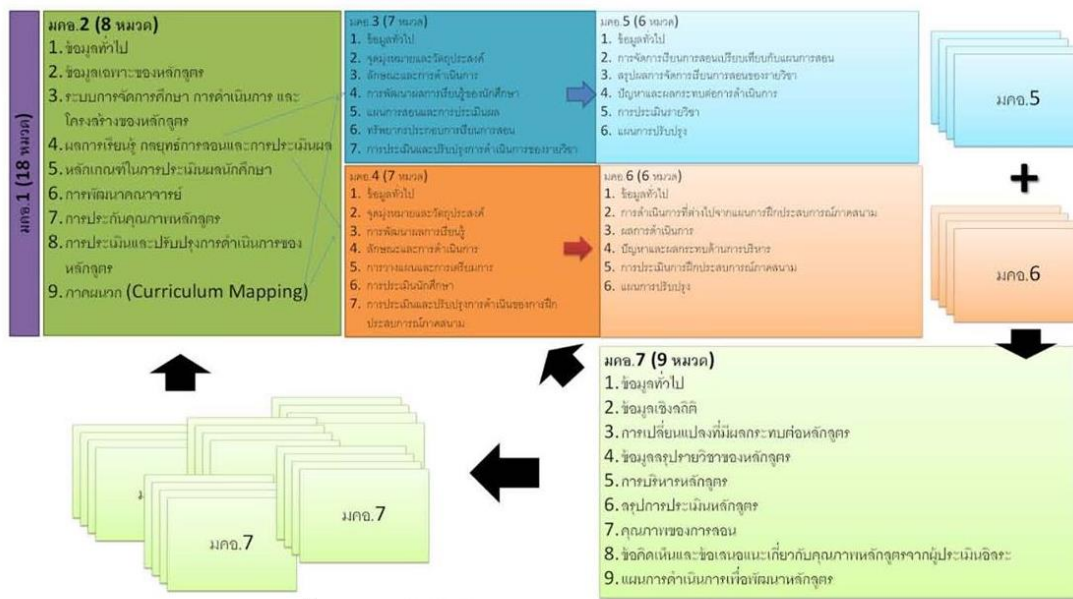 มคอ.1 (18 หมวด)
มคอ.2 (8 หมวด)
1. ข้อมูลทั่วไป
2. ข้อมูลเฉพาะของหลักสูตร
3. ระบบการจัดการศึกษา การดำเนินการ และ
โครงสร้างของหลักสูตร
4. ผลการเรียนรู้ กลยุทธ์การสอนและการประเมินผล
5. หลักเกณฑ์ในการประเมินผลนักศึกษา
6. การพัฒนาคณาจารย์
7. การประกันคุณภาพหลักสูตร
8. การประเมินและปรับปรุงการดำเนินการของ
หลักสูตร
9. ภาคผนวก (Curriculum Mapping)
มคอ.3 (7 หมวด)
1. ข้อมูลทั่วไป
2. จุดมุ่งหมายและวัตถุประสงค์
3. ลักษณะและการดำเนินการ
4. การพัฒนาผลการเรียนรู้ของนักศึกษา
5. แผนการสอนและการประเมินผล
6. ทรัพยากรประกอบการเรียนการสอน
7. การประเมินและปรับปรุงการดำเนินการของรายวิชา
มคอ.5 (6 หมวด)
1. ข้อมูลทั่วไป
2. การจัดการเรียนการสอนเปรียบเทียบกับแผนการสอน
3. สรุปผลการจัดการเรียนการสอนของรายวิชา
4. ปัญหาและผลกระทบต่อการดำเนินการ
5. การประเมินรายวิชา
6. แผนการปรับปรุง
มคอ.5
+
มคอ.4 (7 หมวด)
1. ข้อมูลทั่วไป
2. จุดมุ่งหมายและวัตถุประสงค์
3. การพัฒนาผลการเรียนรู้
4. ลักษณะและการดำเนินการ
5. การวางแผนและการเตรียมการ
6. การประเมินนักศึกษา
7. การประเมินและปรับปรุงการดำเนินของการฝึก
ประสบการณ์ภาคสนาม
มคอ.6 (6 หมวด)
1. ข้อมูลทั่วไป
2. การดำเนินการที่ต่างไปจากแผนการฝึกประสบการณ์ภาคสนาม
3. ผลการดำเนินการ
4. ปัญหาและผลกระทบด้านการบริหาร
5. การประเมินการฝึกประสบการณ์ภาคสนาม
6. แผนการปรับปรุง
มคอ.6
มคอ.7 (9 หมวด)
1. ข้อมูลทั่วไป
2. ข้อมูลเชิงสถิติ
3. การเปลี่ยนแปลงที่มีผลกระทบต่อหลักสูตร
4. ข้อมูลสรุปรายวิชาของหลักสูตร
5. การบริหารหลักสูตร
6. สรุปการประเมินหลักสูตร
7. คุณภาพของการสอน
8. ข้อคิดเห็นและข้อเสนอแนะเกี่ยวกับคุณภาพหลักสูตรจากผู้ประเมินอิสระ
9. แผนการดำเนินการเพื่อพัฒนาหลักสูตร
มคอ.7
มคอ.7